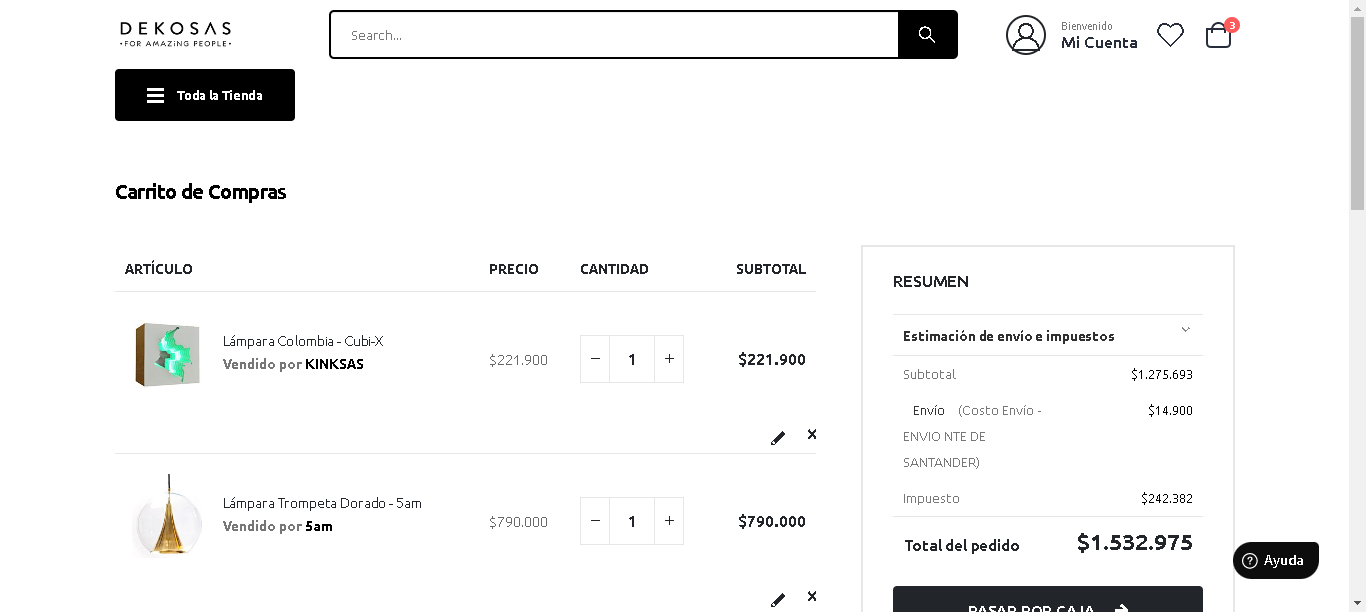 DEKOSAS
•FOR AMAZING PEOPLE•
Search...
Bienvenido
Mi Cuenta
3
Toda la Tienda
Carrito de Compras
ARTÍCULO PRECIO CANTIDAD SUBTOTAL
Lámpara Colombia - Cubi-X
Vendido por KINKSAS
$221.900 − 1 + $221.900
Lámpara Trompeta Dorado - 5am
Vendido por 5am
$790.000 − 1 + $790.000
RESUMEN
Estimación de envío e impuestos
Subtotal $1.275.693
Envío (Costo Envío - $14.900
ENVIO NTE DE
SANTANDER)
Impuesto $242.382
Total del pedido $1.532.975
PASAR POR CAJA
Ayuda